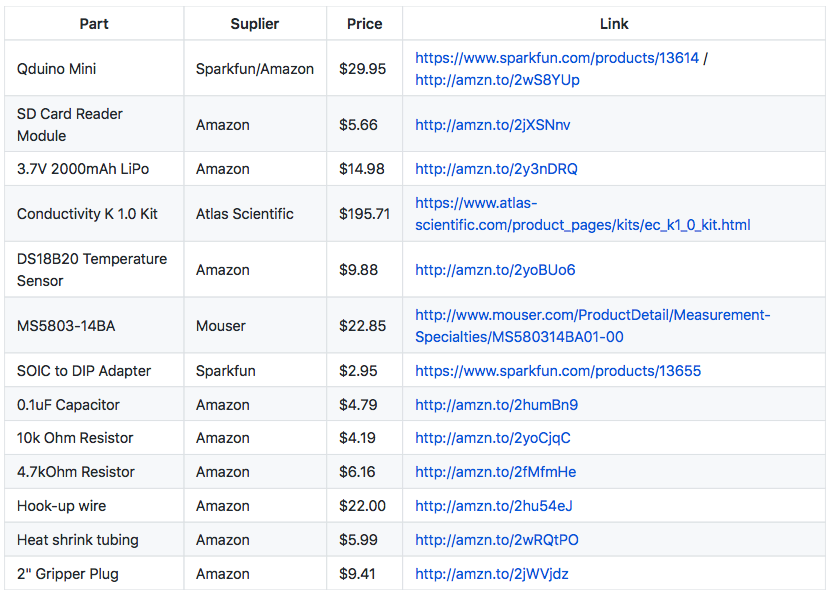 Part Suplier Price Link
Qduino Mini Sparkfun/Amazon $29.95 https://www.sparkfun.com/products/13614 /
http://amzn.to/2wS8YUp
SD Card Reader
Module Amazon $5.66 http://amzn.to/2jXSNnv
3.7V 2000mAh LiPo Amazon $14.98 http://amzn.to/2y3nDRQ
Conductivity K 1.0 Kit Atlas Scientific $195.71 https://www.atlas-
scientific.com/product_pages/kits/ec_k1_0_kit.html
DS18B20 Temperature
Sensor Amazon $9.88 http://amzn.to/2yoBUo6
MS5803-14BA Mouser $22.85 http://www.mouser.com/ProductDetail/Measurement-
Specialties/MS580314BA01-00
SOIC to DIP Adapter Sparkfun $2.95 https://www.sparkfun.com/products/13655
0.1uF Capacitor Amazon $4.79 http://amzn.to/2humBn9
10k Ohm Resistor Amazon $4.19 http://amzn.to/2yoCjqC
4.7kOhm Resistor Amazon $6.16 http://amzn.to/2fMfmHe
Hook-up wire Amazon $22.00 http://amzn.to/2hu54eJ
Heat shrink tubing Amazon $5.99 http://amzn.to/2wRQtPO
2" Gripper Plug Amazon $9.41 http://amzn.to/2jWVjdz